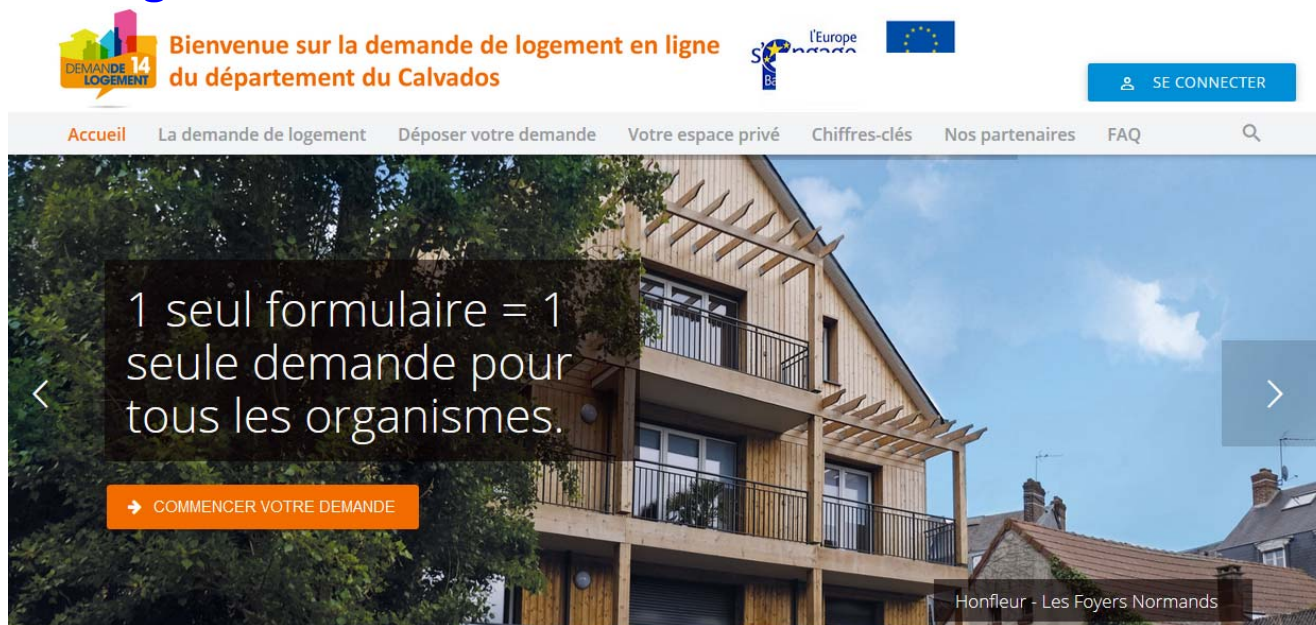 DEMANDE 14
LOGEMENT
Bienvenue sur la demande de logement en ligne
du département du Calvados
l'Europe
SE CONNECTER
Accueil La demande de logement Déposer votre demande Votre espace privé Chiffres-clés Nos partenaires FAQ
1 seul formulaire = 1
seule demande pour
tous les organismes.
COMMENCER VOTRE DEMANDE
Honfleur - Les Foyers Normands